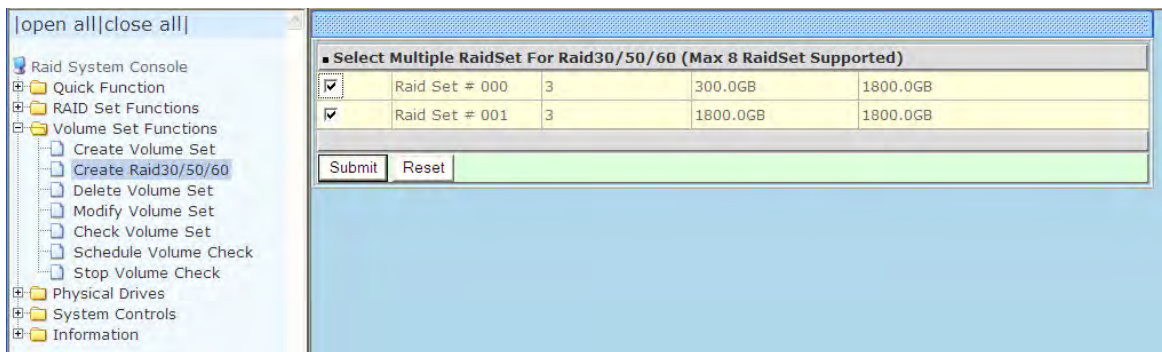 |open all|close all|
Raid System Console
Quick Function
RAID Set Functions
Volume Set Functions
Create Volume Set
Create Raid30/50/60
Delete Volume Set
Modify Volume Set
Check Volume Set
Schedule Volume Check
Stop Volume Check
Physical Drives
System Controls
Information
Select Multiple RaidSet For Raid30/50/60 (Max 8 RaidSet Supported)
Raid Set # 000 3 300.0GB 1800.0GB
Raid Set # 001 3 1800.0GB 1800.0GB
Submit Reset